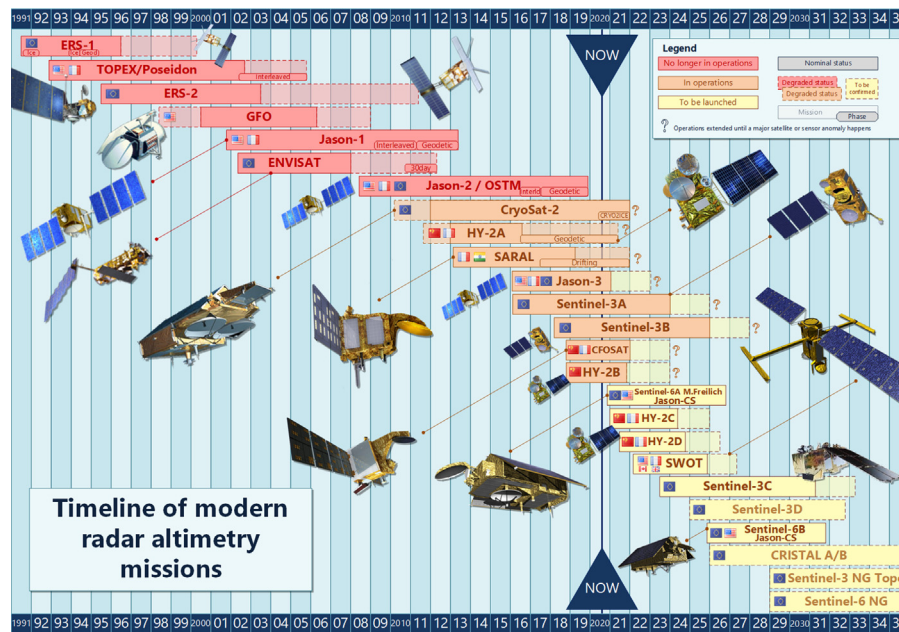 1991 92 93 94 95 96 97 98 99 2000 01 02 03 04 05 06 07 08 09 2010 11 12 13 14 15 16 17 18 19 2020 21 22 23 24 25 26 27 28 29 2030 31 32 33 34
ERS-1
Ice
Ice
Geod
TOPEX/Poseidon
Interleaved
ERS-2
GFO
Jason-1
Interleaved
Geodetic
ENVISAT
30day
Jason-2 / OSTM
Geodetic
CryoSat-2
CRYO2ICE
?
HY-2A
Geodetic
?
SARAL
Drifting
?
Jason-3
?
Sentinel-3A
?
Sentinel-3B
?
CFOSAT
?
HY-2B
?
Sentinel-6A M.Freilich
Jason-CS
HY-2C
HY-2D
SWOT
Sentinel-3C
Sentinel-3D
Sentinel-6B
Jason-CS
CRISTAL A/B
Sentinel-3 NG Topo
Sentinel-6 NG
NOW
Legend
No longer in operations
Nominal status
In operations
Degraded status
Degraded status
To be
confirmed
To be launched
Mission
Phase
? Operations extended until a major satellite or sensor anomaly happens
Timeline of modern
radar altimetry
missions
NOW
1991 92 93 94 95 96 97 98 99 2000 01 02 03 04 05 06 07 08 09 2010 11 12 13 14 15 16 17 18 19 2020 21 22 23 24 25 26 27 28 29 2030 31 32 33 34